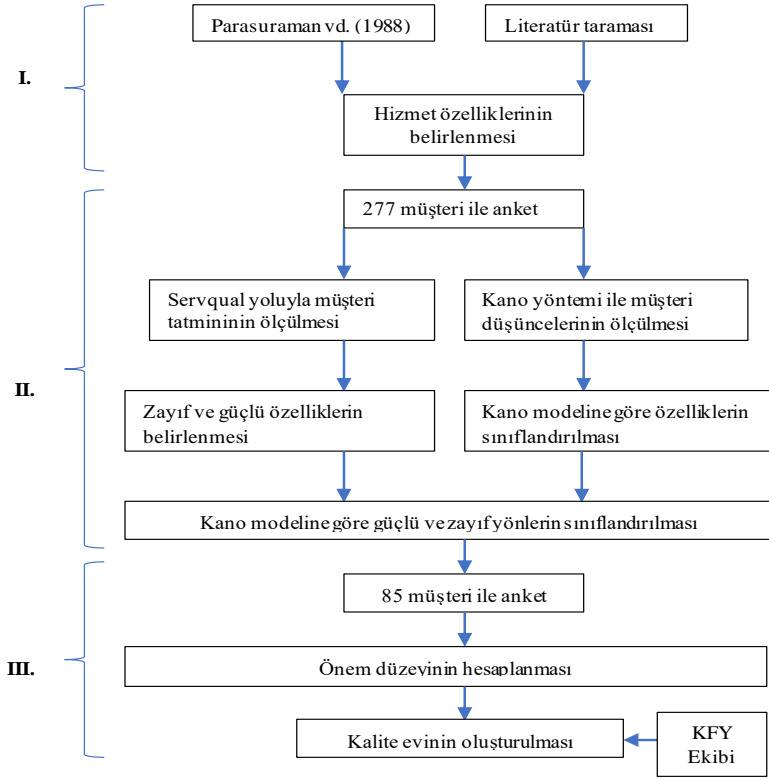 Parasuraman vd. (1988)
Literatür taraması
I.
Hizmet özelliklerinin
belirlenmesi
277 müşteri ile anket
Servqual yoluyla müşteri
tatmininin ölçülmesi
Kano yöntemi ile müşteri
düşüncelerinin ölçülmesi
II.
Zayıf ve güçlü özelliklerin
belirlenmesi
Kano modeline göre özelliklerin
sınıflandırılması
Kano modeline göre güçlü ve zayıf yönlerin sınıflandırılması
85 müşteri ile anket
III.
Önem düzeyinin hesaplanması
Kalite evinin oluşturulması
KFY
Ekibi